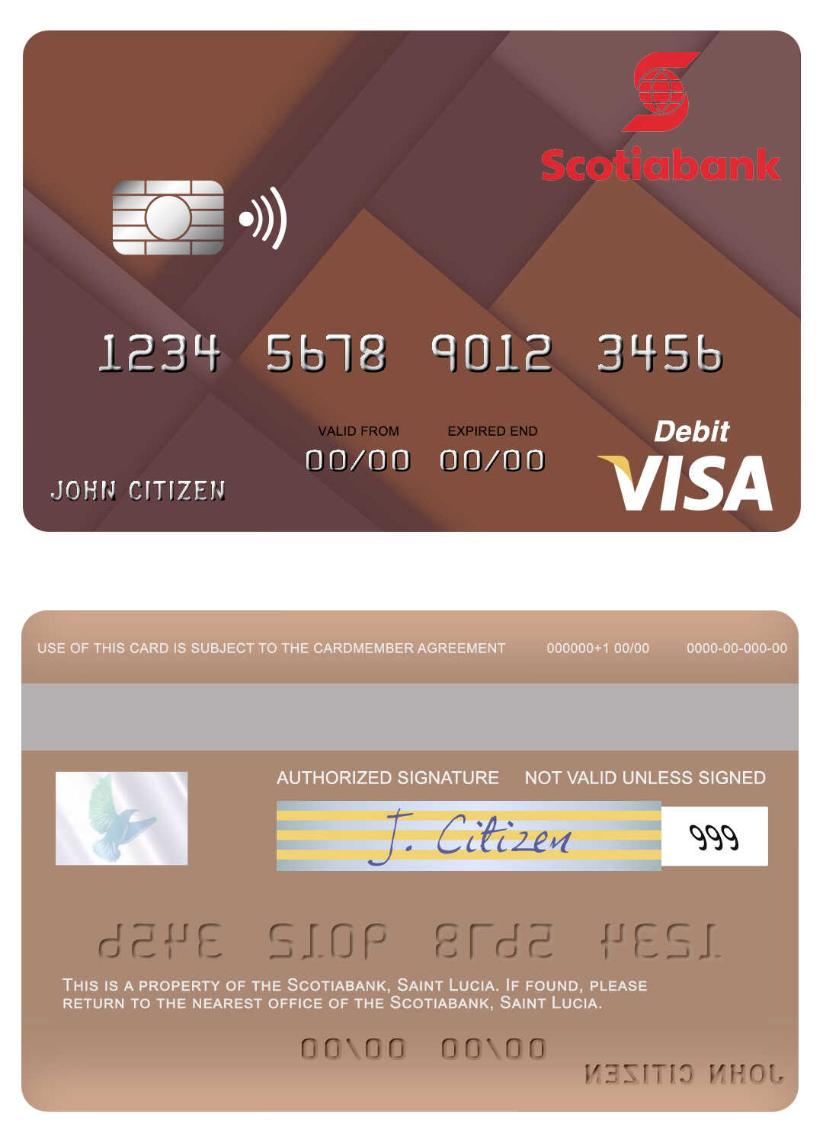 Scotiabank
1234 5678 9012 3456
VALID FROM EXPIRED END
00/00 00/00
JOHN CITIZEN
Debit
VISA
USE OF THIS CARD IS SUBJECT TO THE CARDMEMBER AGREEMENT 000000+1 00/00 0000-00-000-00
AUTHORIZED SIGNATURE NOT VALID UNLESS SIGNED
J. Citizen 999
1234 5678 9012 3456
THIS IS A PROPERTY OF THE SCOTIABANK, SAINT LUCIA. IF FOUND, PLEASE
RETURN TO THE NEAREST OFFICE OF THE SCOTIABANK, SAINT LUCIA.
00/00 00/00
JOHN CITIZEN